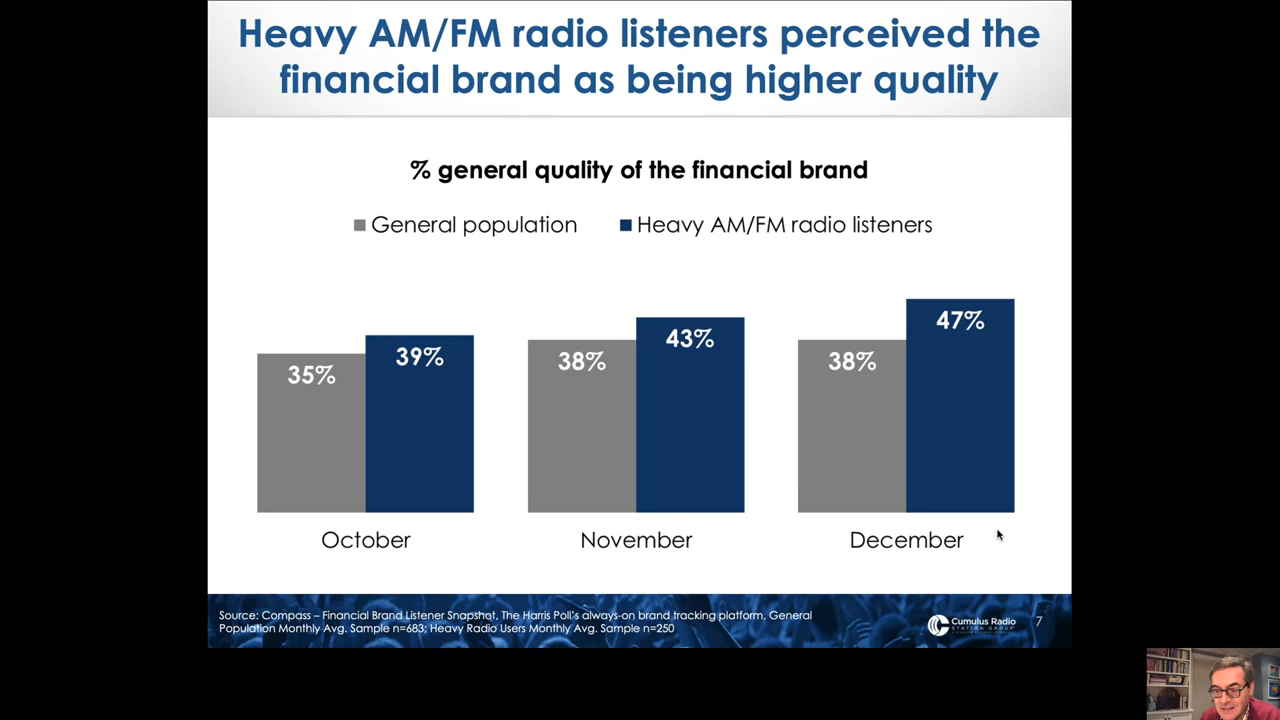 Heavy AM/FM radio listeners perceived the
financial brand as being higher quality
% general quality of the financial brand
General population
Heavy AM/FM radio listeners
35%
39%
38%
43%
38%
47%
October
November
December
Source: Compass – Financial Brand Listener Snapshot, The Harris Poll's always-on brand tracking platform, General
Population Monthly Avg. Sample n=683; Heavy Radio Users Monthly Avg. Sample n=250
Cumulus Radio
STATION GROUP
7